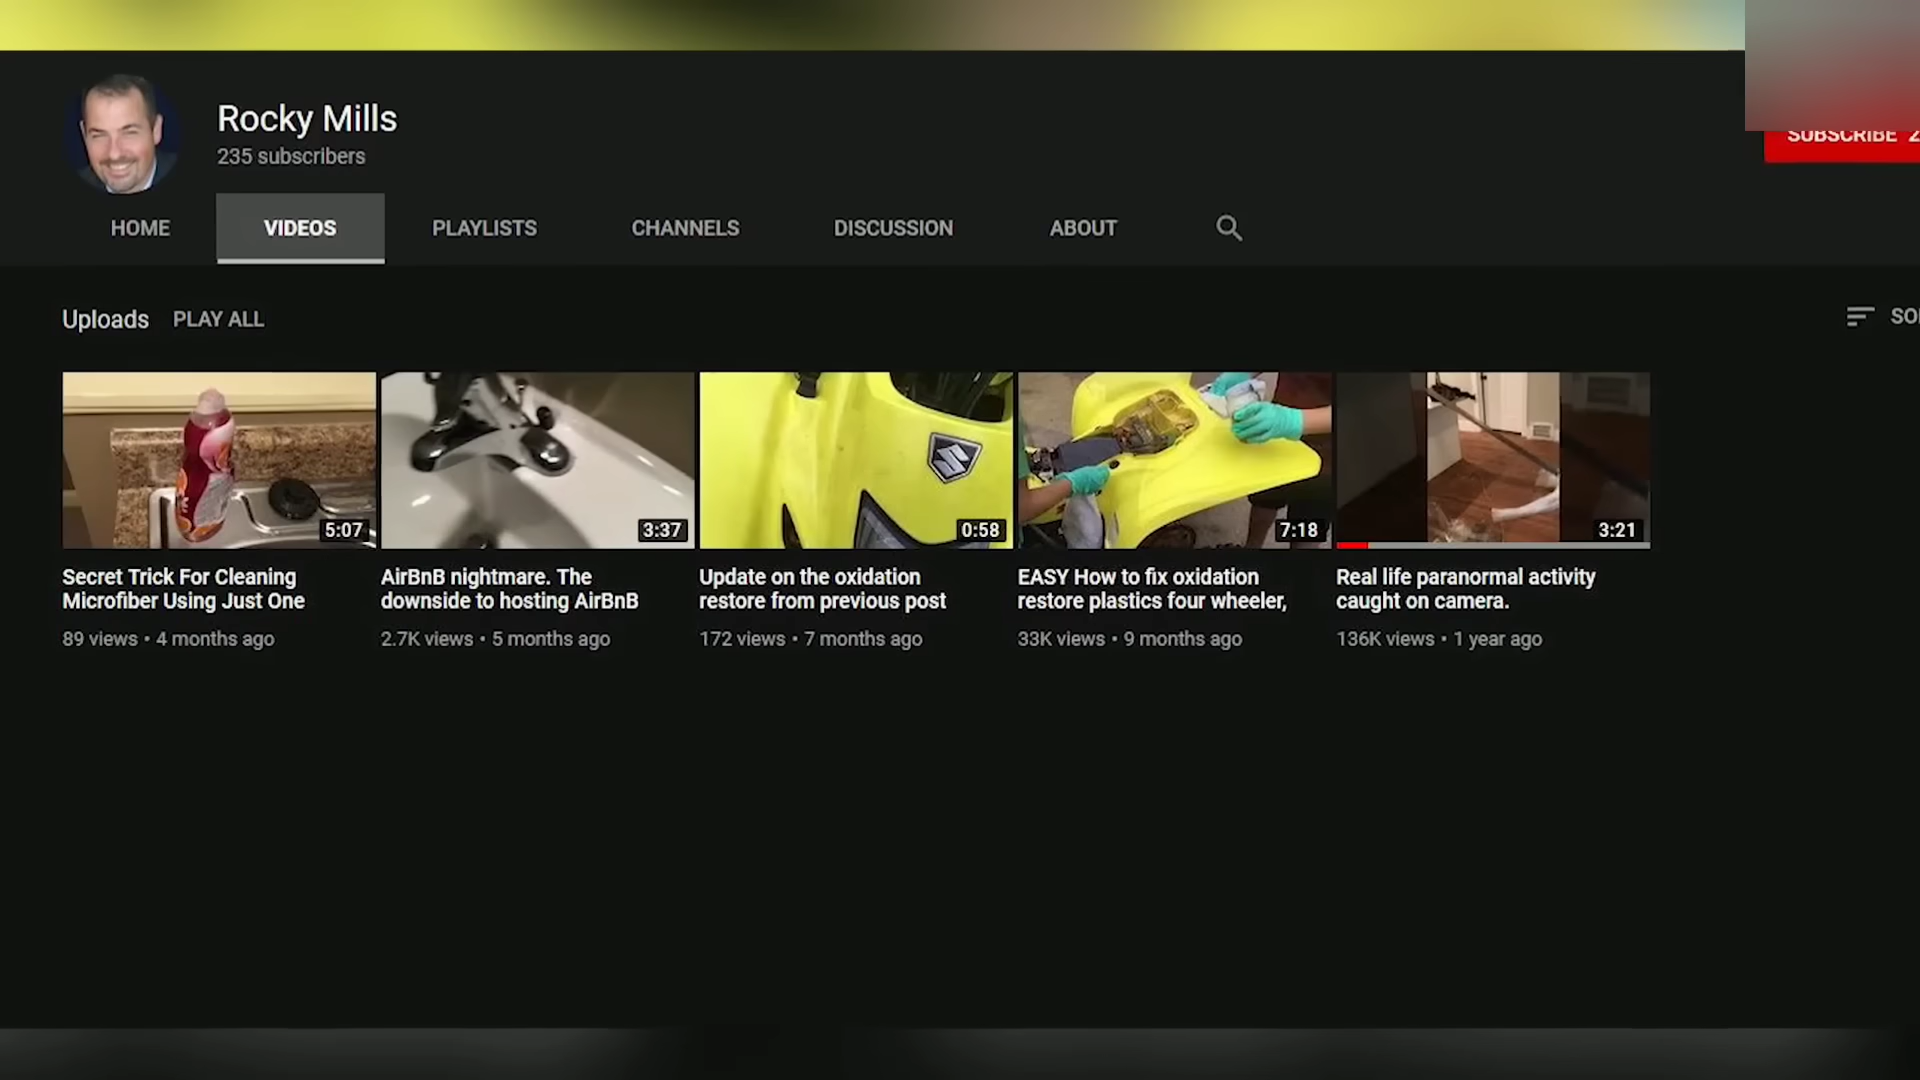 Rocky Mills
235 subscribers
SUBSCRIBE 2
HOME
VIDEOS
PLAYLISTS
CHANNELS
DISCUSSION
ABOUT
Uploads
PLAY ALL
SO
5:07
3:37
0:58
7:18
3:21
Secret Trick For Cleaning
Microfiber Using Just One
89 views • 4 months ago
AirBnB nightmare. The
downside to hosting AirBnB
2.7K views • 5 months ago
Update on the oxidation
restore from previous post
172 views • 7 months ago
EASY How to fix oxidation
restore plastics four wheeler,
33K views • 9 months ago
Real life paranormal activity
caught on camera.
136K views • 1 year ago